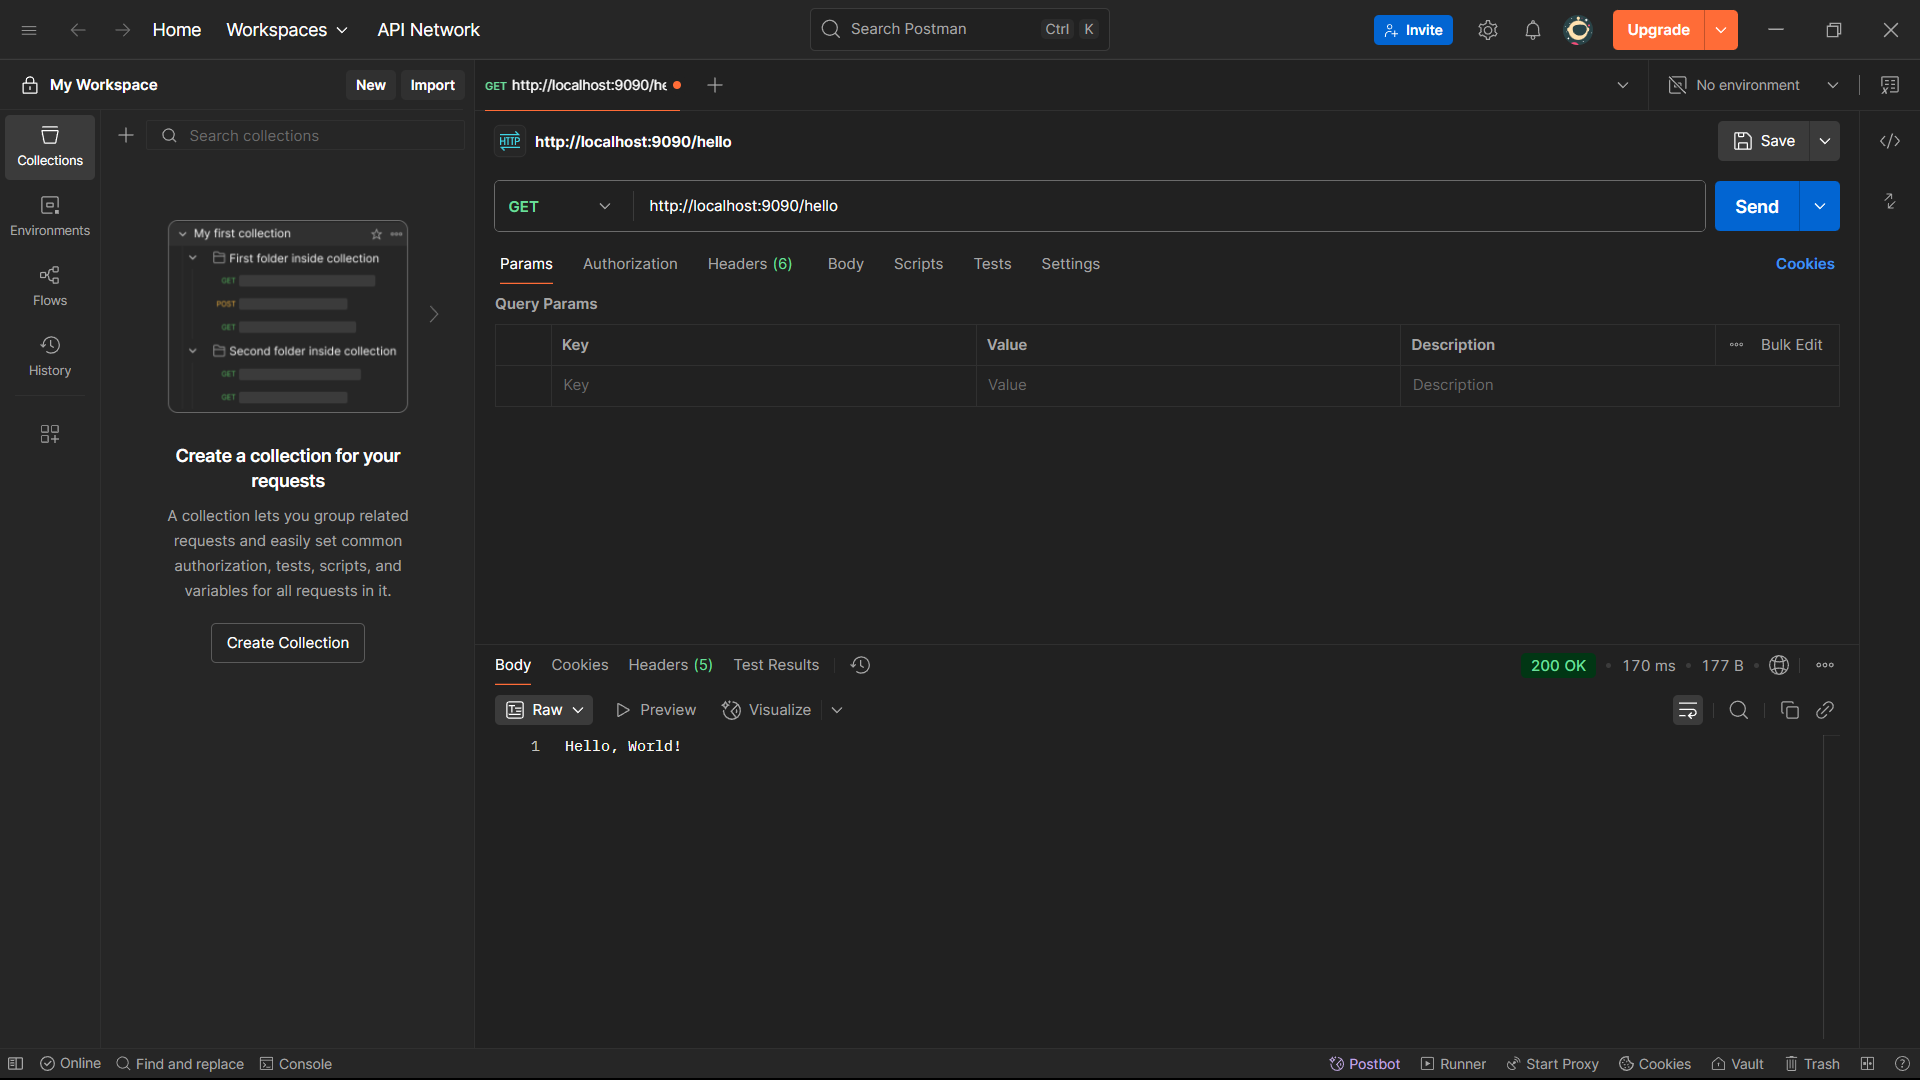 Home
Workspaces
API Network
Search Postman
Ctrl K
Invite
Upgrade
My Workspace
New
Import
GET http://localhost:9090/he
No environment
Collections
Environments
Flows
History
Search collections
My first collection
First folder inside collection
GET
POST
GET
Second folder inside collection
GET
GET
Create a collection for your
requests
A collection lets you group related
requests and easily set common
authorization, tests, scripts, and
variables for all requests in it.
Create Collection
HTTP
http://localhost:9090/hello
Save
GET
http://localhost:9090/hello
Send
Params
Authorization
Headers (6)
Body
Scripts
Tests
Settings
Cookies
Query Params
Key
Value
Description
Bulk Edit
Key
Value
Description
Body
Cookies
Headers (5)
Test Results
200 OK
170 ms
177 B
Raw
Preview
Visualize
1 Hello, World!
Online
Find and replace
Console
Postbot
Runner
Start Proxy
Cookies
Vault
Trash